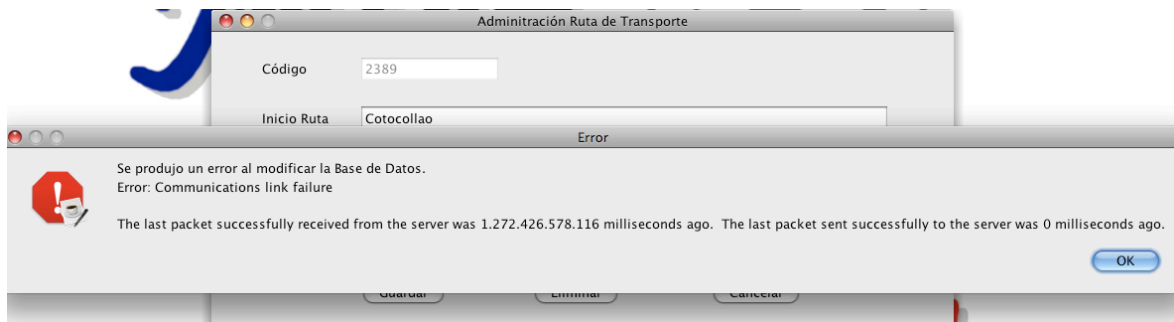 Adminitración Ruta de Transporte
Código 2389
Inicio Ruta Cotocollao
Error
Se produjo un error al modificar la Base de Datos.
Error: Communications link failure
The last packet successfully received from the server was 1.272.426.578.116 milliseconds ago.  The last packet sent successfully to the server was 0 milliseconds ago.
OK
Guardar Eliminar Cancelar